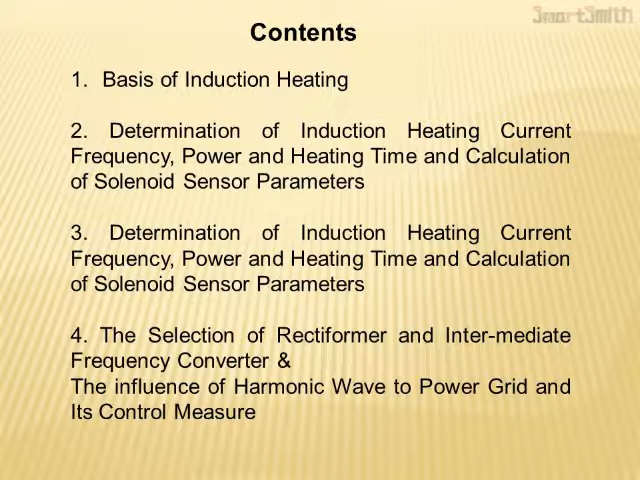 SmartSmith
Contents
1. Basis of Induction Heating
2. Determination of Induction Heating Current
Frequency, Power and Heating Time and Calculation
of Solenoid Sensor Parameters
3. Determination of Induction Heating Current
Frequency, Power and Heating Time and Calculation
of Solenoid Sensor Parameters
4. The Selection of Rectiformer and Inter-mediate
Frequency Converter &
The influence of Harmonic Wave to Power Grid and
Its Control Measure